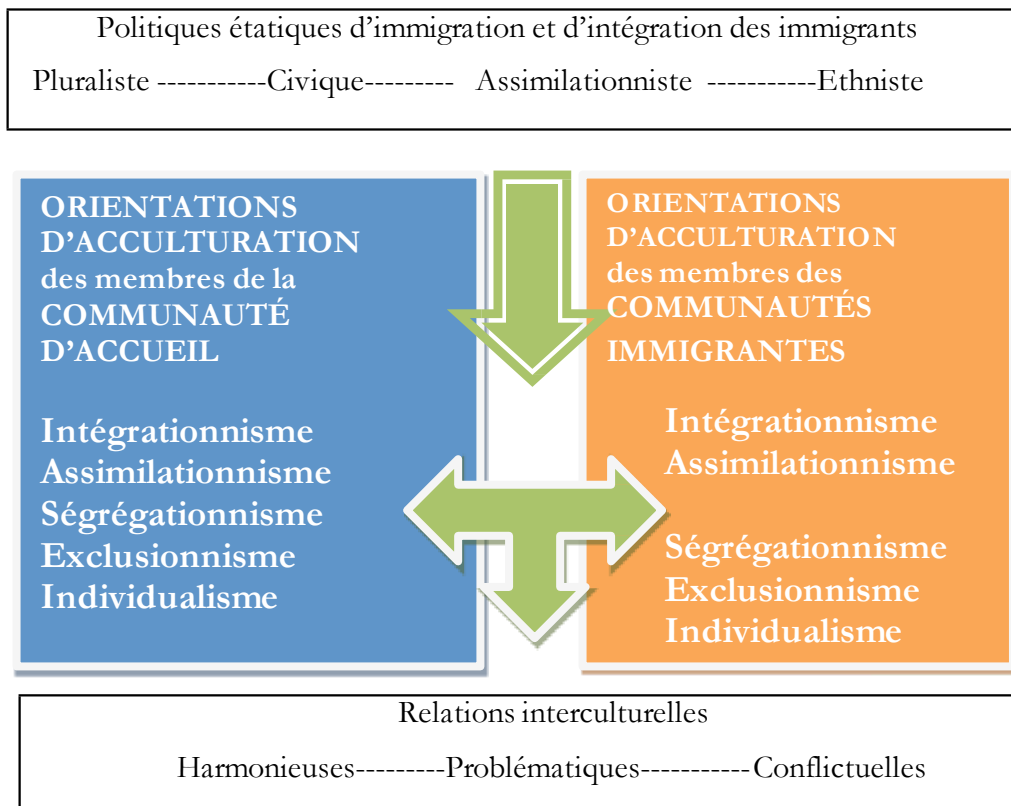 Politiques étatiques d’immigration et d’intégration des immigrants
Pluraliste -----------Civique--------- Assimilationniste -----------Ethniste
ORIENTATIONS
D’ACCULTURATION
des membres de la
COMMUNAUTÉ
D’ACCUEIL
Intégrationnisme
Assimilationnisme
Ségrégationnisme
Exclusionnisme
Individualisme
ORIENTATIONS
D’ACCULTURATION
des membres des
COMMUNAUTÉS
IMMIGRANTES
Intégrationnisme
Assimilationnisme
Ségrégationnisme
Exclusionnisme
Individualisme
Relations interculturelles
Harmonieuses---------Problématiques-----------Conflictuelles